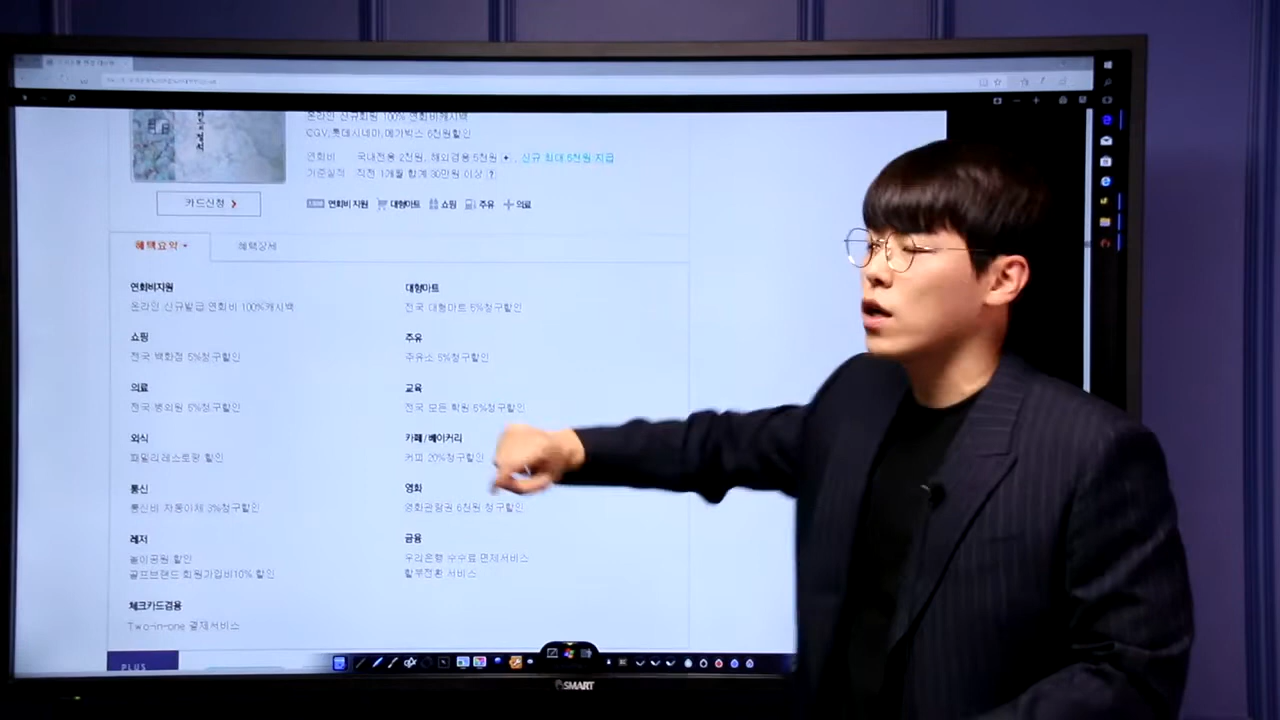 온라인 신규회원 100% 연회비캐시백
CGV,롯데시네마,메가박스 6천원할인
연회비 국내전용 2천원, 해외겸용 5천원 + , 신규 최대 5천원 지급
기준실적 직전 1개월 합계 30만원 이상 ?
카드신청
연회비 지원 대형마트 쇼핑 주유 의료
혜택요약 혜택상세
연회비지원
온라인 신규발급 연회비 100%캐시백
대형마트
전국 대형마트 5%청구할인
쇼핑
전국 백화점 5%청구할인
주유
주유소 5%청구할인
의료
전국 병의원 5%청구할인
교육
전국 모든 학원 5%청구할인
외식
패밀리레스토랑 할인
카페/베이커리
커피 20%청구할인
통신
통신비 자동이체 3%청구할인
영화
영화관람권 6천원 청구할인
레저
놀이공원 할인
골프브랜드 회원가입비10% 할인
금융
우리은행 수수료 면제서비스
할부전환 서비스
체크카드겸용
Two-in-one 결제서비스
PLUS
SMART